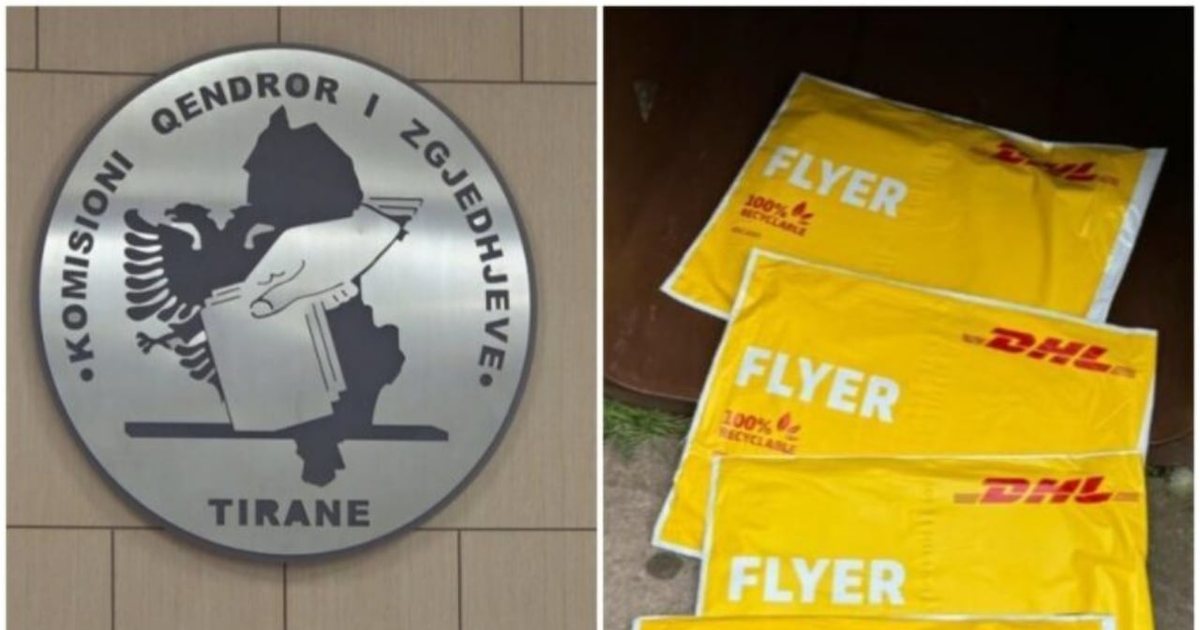 •KOMISIONI QENDROR I ZGJEDHJEVE•
TIRANE
DHL
FLYER
100%
RECYCLABLE
DHL
FLYER
100%
RECYCLABLE
DHL
FLYER